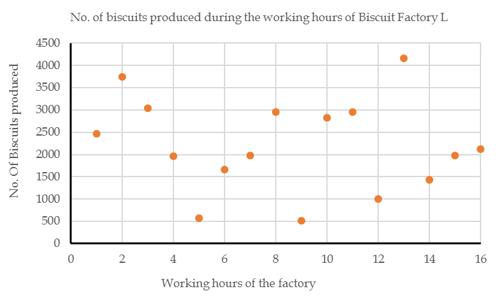 No. of biscuits produced during the working hours of Biscuit Factory L
No. Of Biscuits produced
4500
4000
3500
3000
2500
2000
1500
1000
500
0
0 2 4 6 8 10 12 14 16
Working hours of the factory